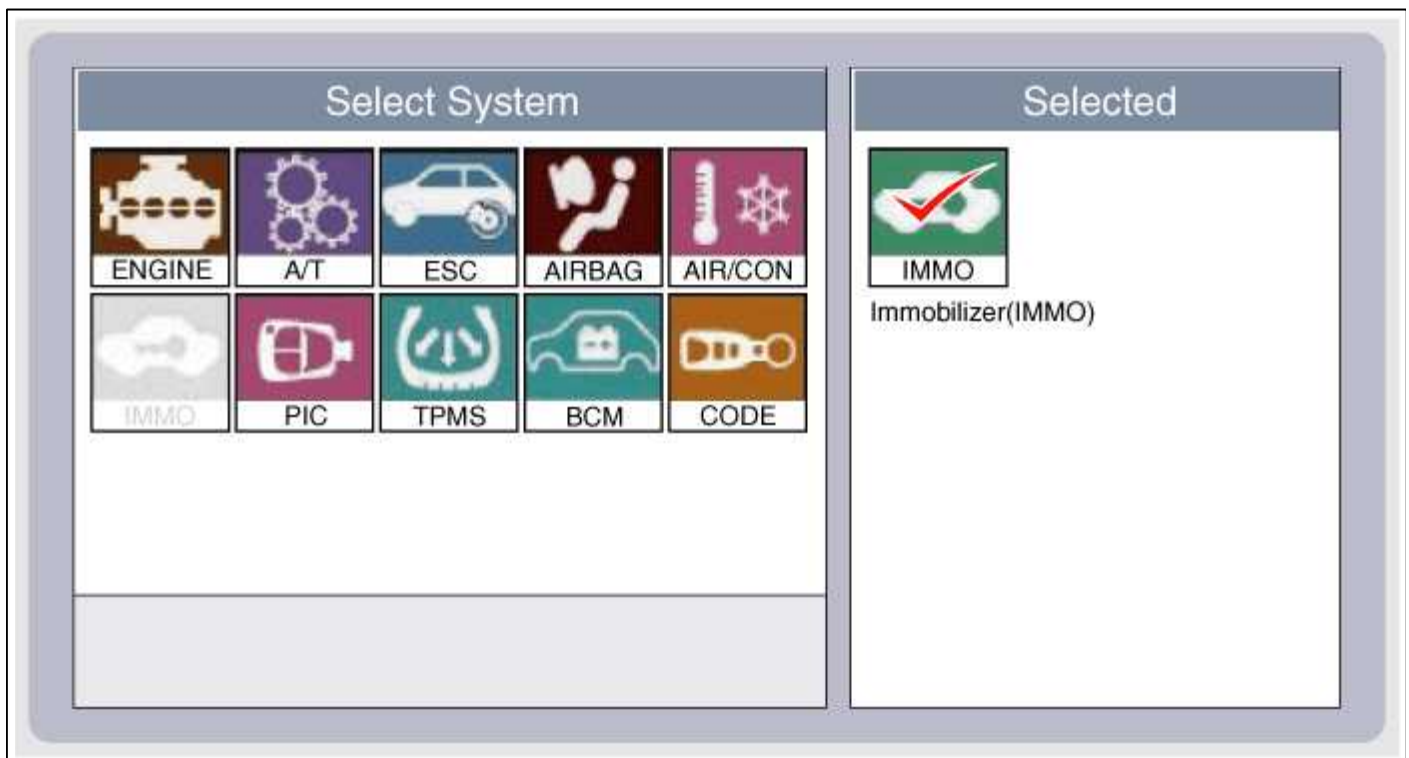 Select System
Selected
ENGINE
A/T
ESC
AIRBAG
AIR/CON
IMMO
PIC
TPMS
BCM
CODE
IMMO
Immobilizer(IMMO)